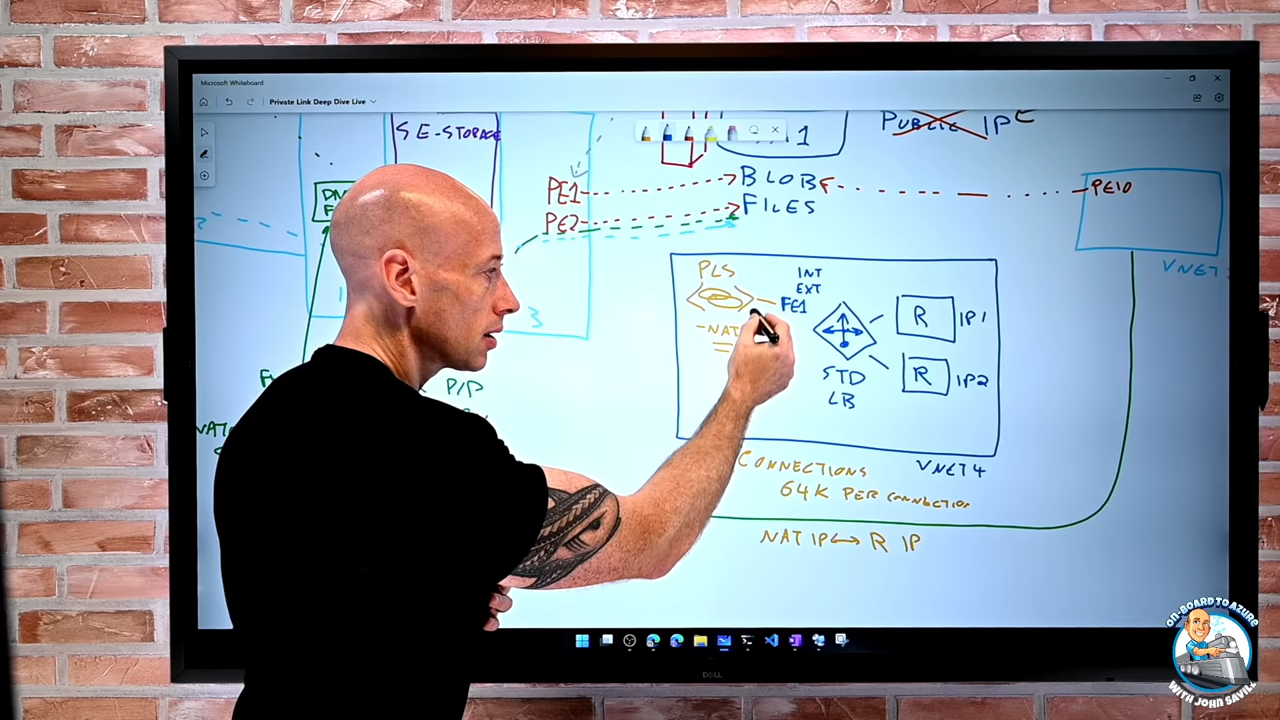 Microsoft Whiteboard
Private Link Deep Dive Live
SE-STORAGE
1
PUBLIC IP
PE1
BLOB
PE10
PE2
FILES
VNET
3
PLS
INT
EXT
FE1
-NAT
R
IP1
R
IP2
STD
LB
P/P
CONNECTIONS
VNET4
64K PER CONNECTION
NAT IP↔R IP
DELL
ON-BOARD TO AZURE
WITH JOHN SAVILL